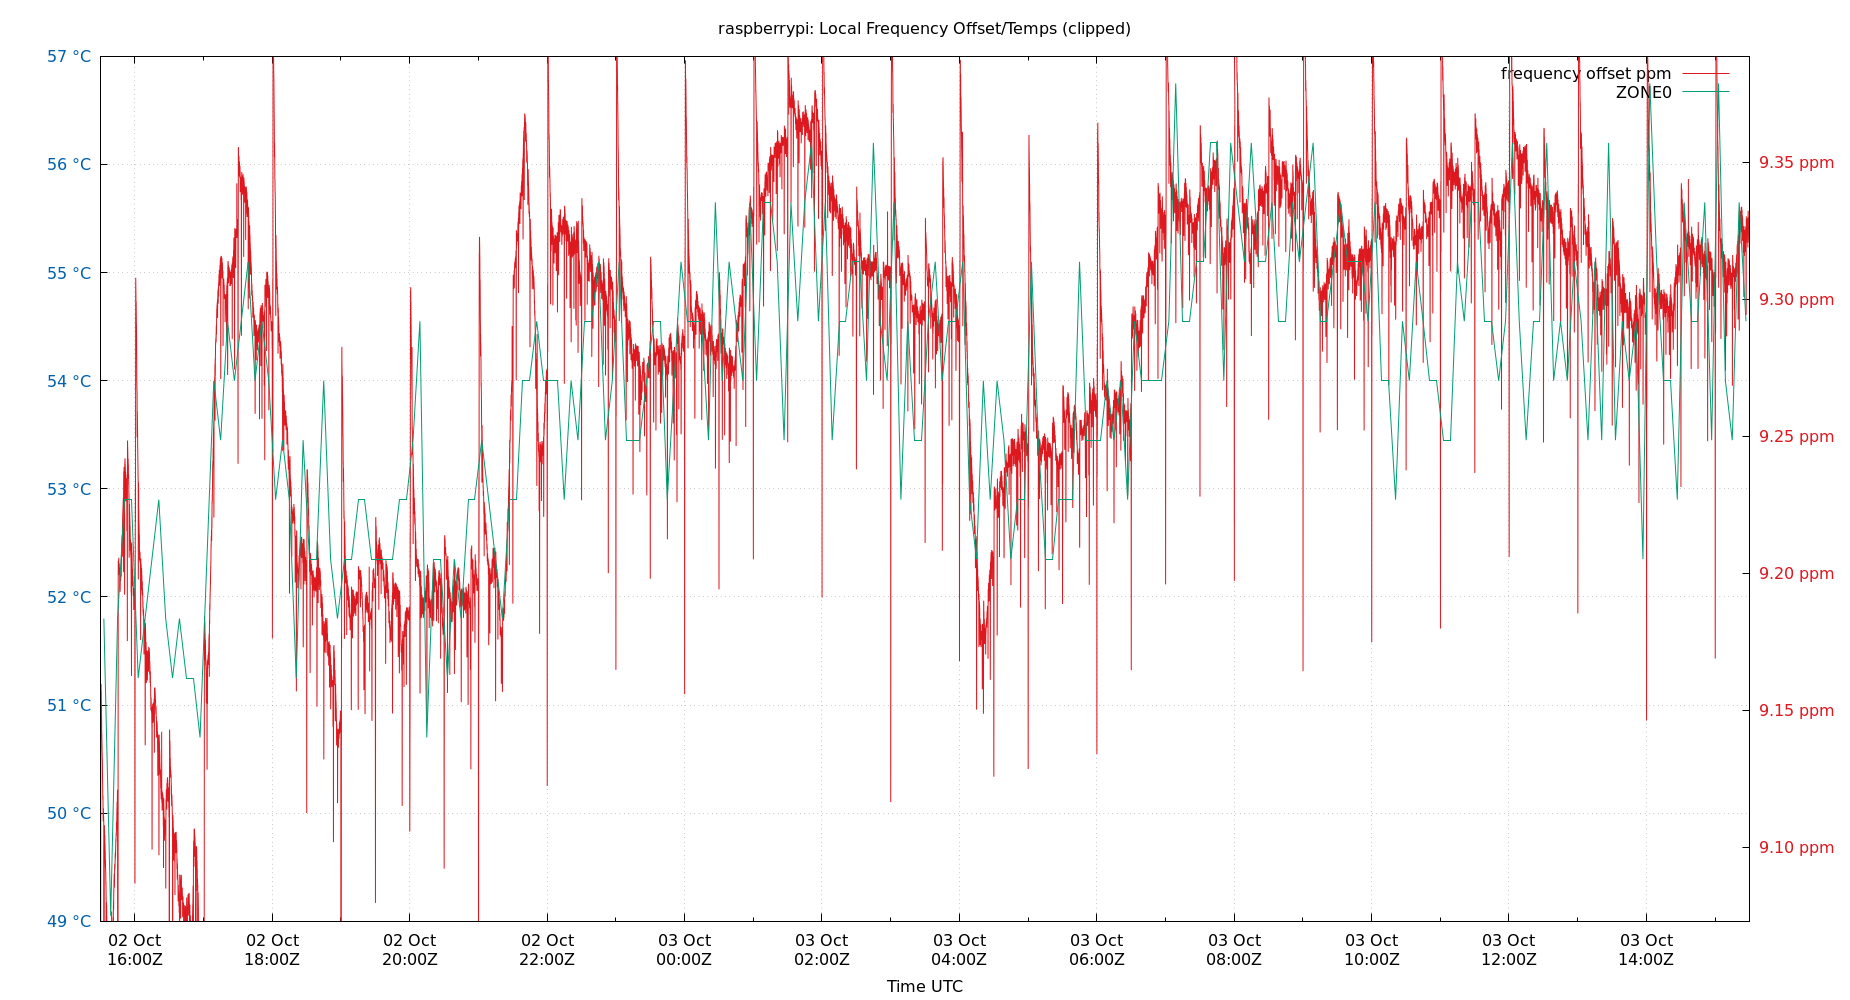 raspberrypi: Local Frequency Offset/Temps (clipped)
57 °C
56 °C
55 °C
54 °C
53 °C
52 °C
51 °C
50 °C
49 °C
frequency offset ppm
ZONE0
9.35 ppm
9.30 ppm
9.25 ppm
9.20 ppm
9.15 ppm
9.10 ppm
02 Oct 02 Oct 02 Oct 02 Oct 03 Oct 03 Oct 03 Oct 03 Oct 03 Oct 03 Oct 03 Oct 03 Oct
16:00Z 18:00Z 20:00Z 22:00Z 00:00Z 02:00Z 04:00Z 06:00Z 08:00Z 10:00Z 12:00Z 14:00Z
Time UTC